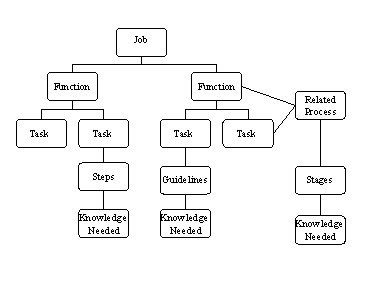 Job
Function
Function
Related
Process
Task
Task
Task
Task
Steps
Guidelines
Stages
Knowledge
Needed
Knowledge
Needed
Knowledge
Needed